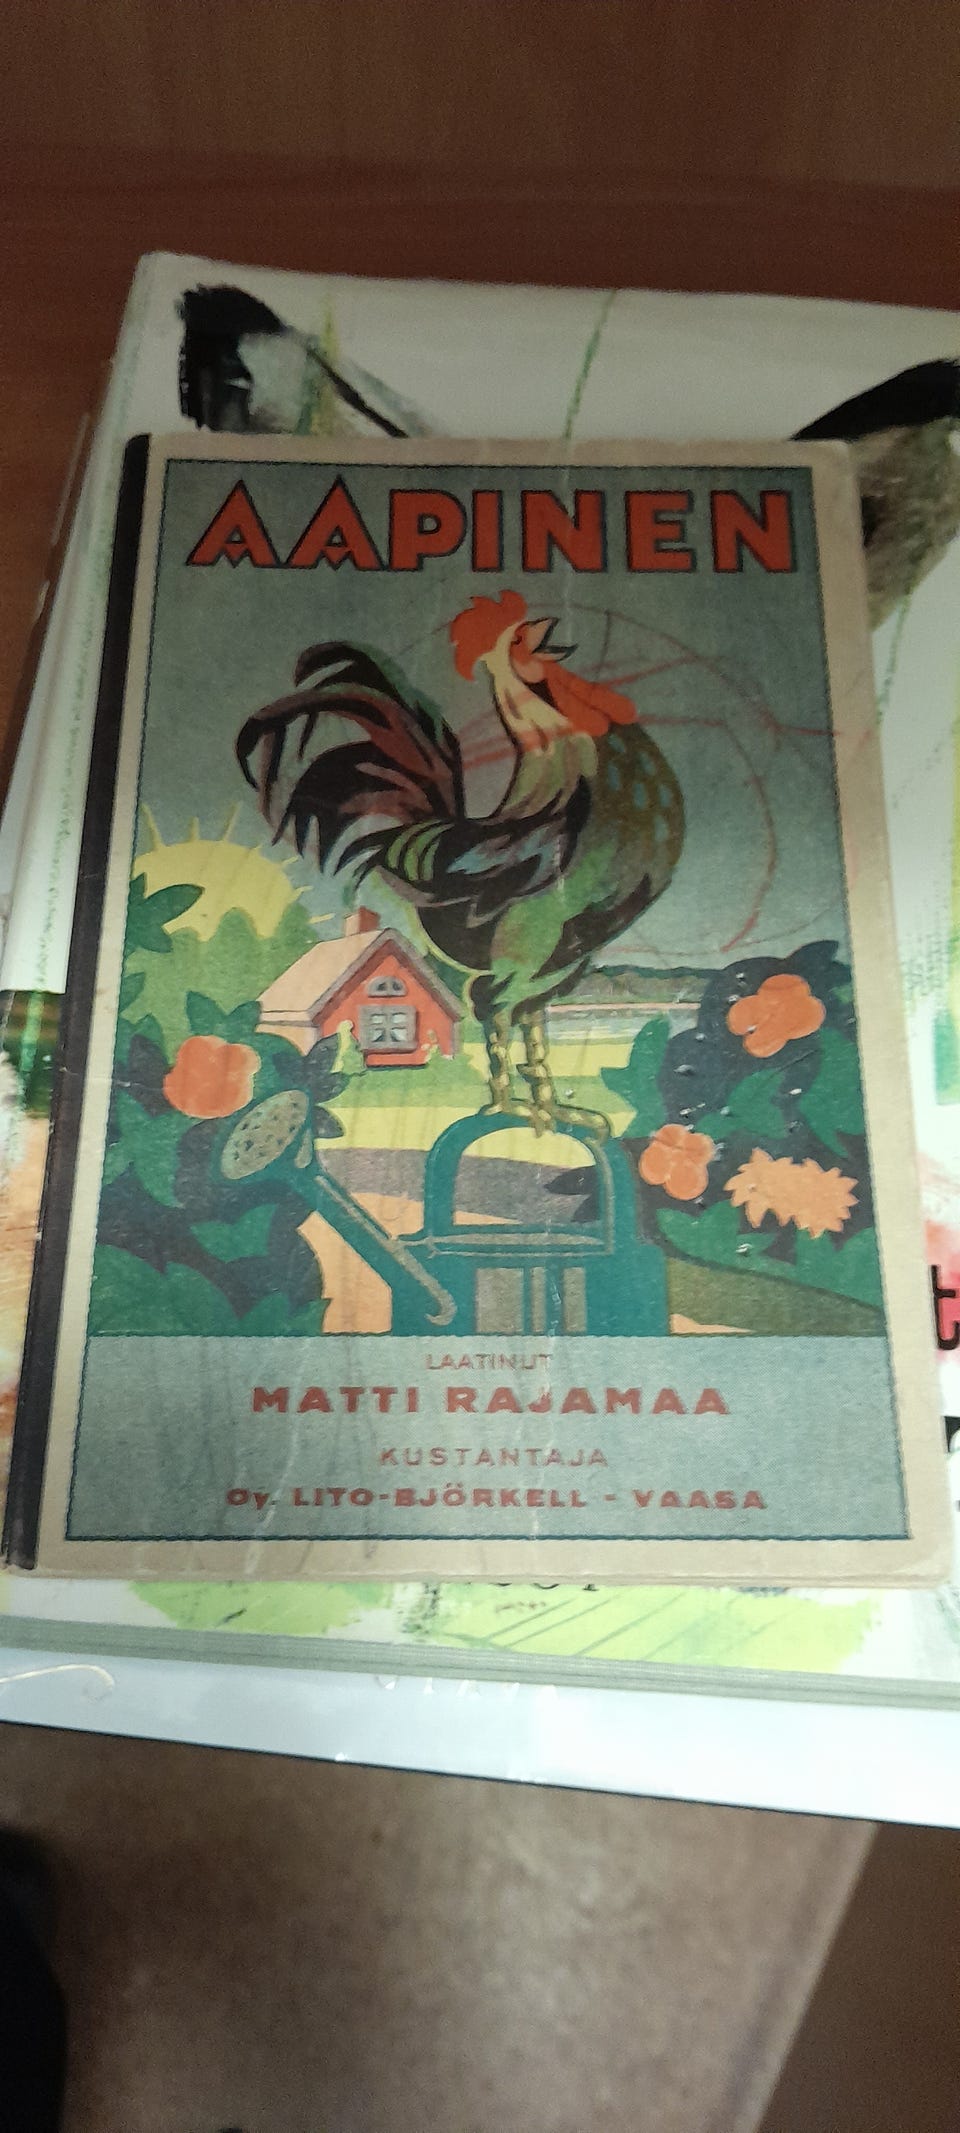 AAPINEN
LAATINUT
MATTI RAJAMAA
KUSTANTAJA
Oy. LITO-BJÖRKELL - VAASA
t